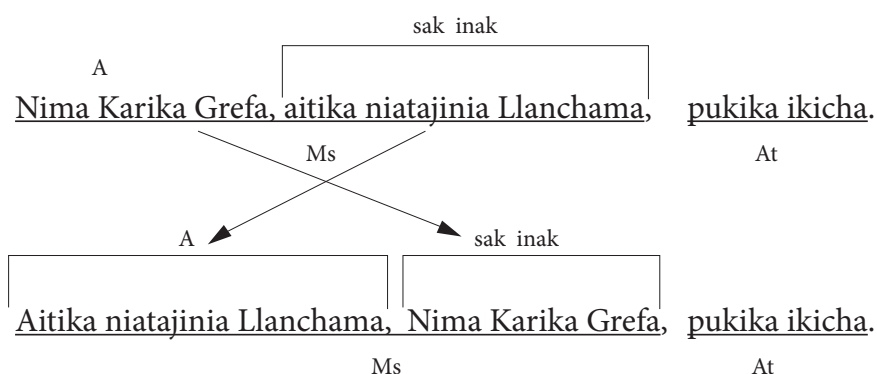 sak inak
A
Nima Karika Grefa, aitika niatajinia Llanchama, pukika ikicha.
Ms At
A sak inak
Aitika niatajinia Llanchama, Nima Karika Grefa, pukika ikicha.
Ms At